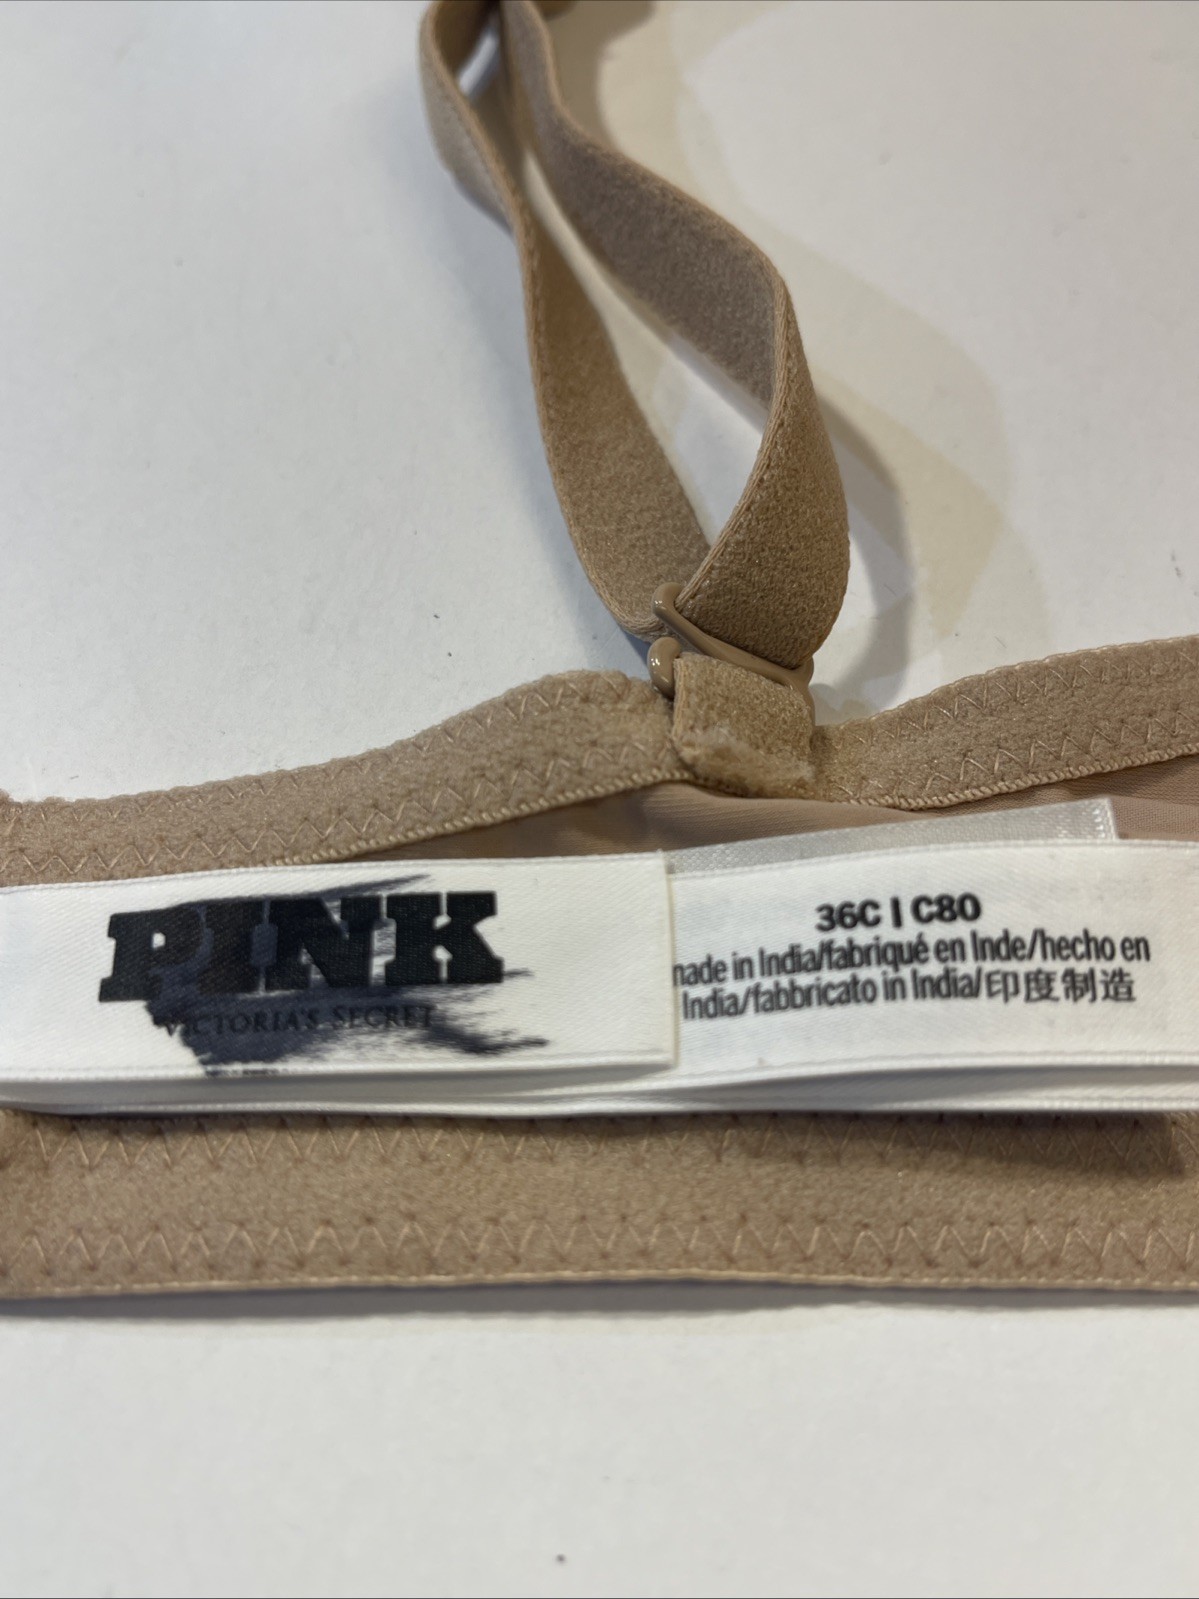 PINK
VICTORIA'S SECRET
36C | C80
made in India/fabriqué en Inde/hecho en
India/fabbricato in India/印度制造